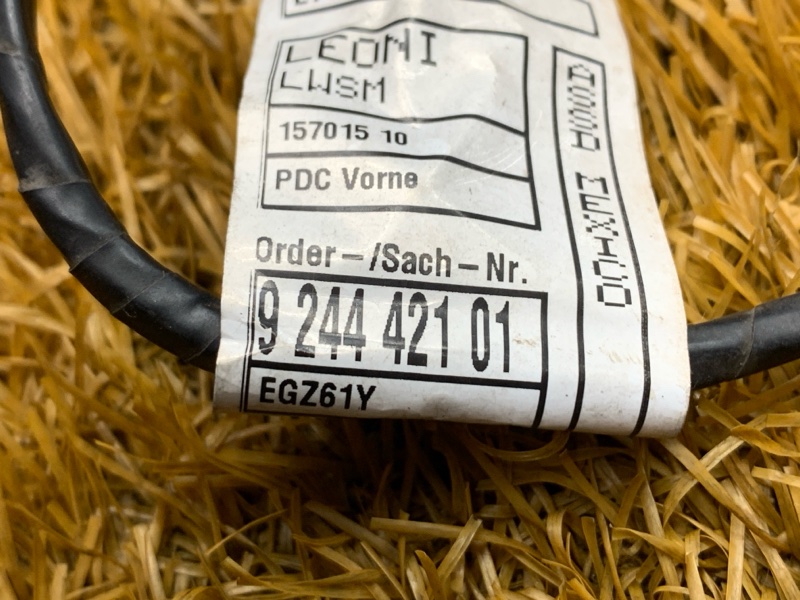 LEONI
LWSM
157015 10
PDC Vorne
Order-/Sach-Nr.
9 244 421 01
EGZ61Y
ASSD MEXICO